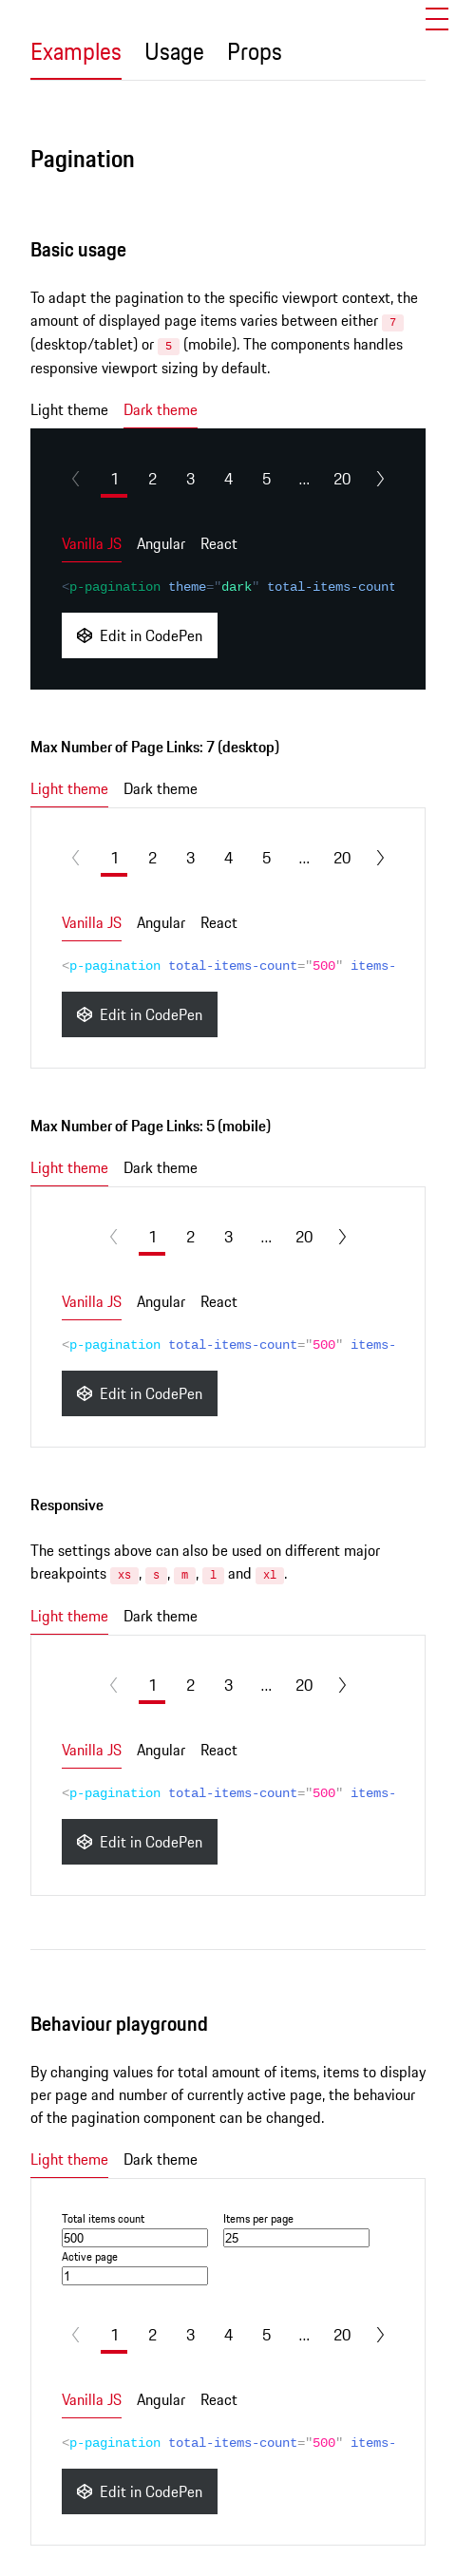 Examples Usage Props
Pagination
Basic usage
To adapt the pagination to the specific viewport context, the
amount of displayed page items varies between either 7
(desktop/tablet) or 5 (mobile). The components handles
responsive viewport sizing by default.
Light theme Dark theme
1 2 3 4 5 ... 20
Vanilla JS Angular React
<p-pagination theme="dark" total-items-count
Edit in CodePen
Max Number of Page Links: 7 (desktop)
Light theme Dark theme
1 2 3 4 5 ... 20
Vanilla JS Angular React
<p-pagination total-items-count="500" items-
Edit in CodePen
Max Number of Page Links: 5 (mobile)
Light theme Dark theme
1 2 3 ... 20
Vanilla JS Angular React
<p-pagination total-items-count="500" items-
Edit in CodePen
Responsive
The settings above can also be used on different major
breakpoints xs, s, m, l and xl.
Light theme Dark theme
1 2 3 ... 20
Vanilla JS Angular React
<p-pagination total-items-count="500" items-
Edit in CodePen
Behaviour playground
By changing values for total amount of items, items to display
per page and number of currently active page, the behaviour
of the pagination component can be changed.
Light theme Dark theme
Total items count Items per page
500 25
Active page
1
1 2 3 4 5 ... 20
Vanilla JS Angular React
<p-pagination total-items-count="500" items-
Edit in CodePen